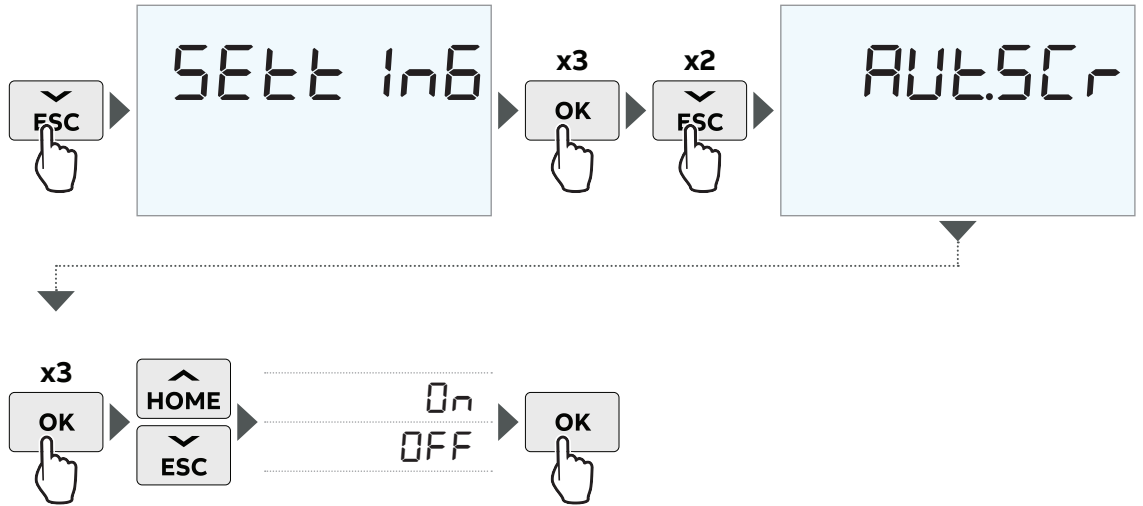 ESC
SEtt InG
x3
OK
x2
ESC
AUt.SCr
x3
OK
HOME
ESC
On
OFF
OK